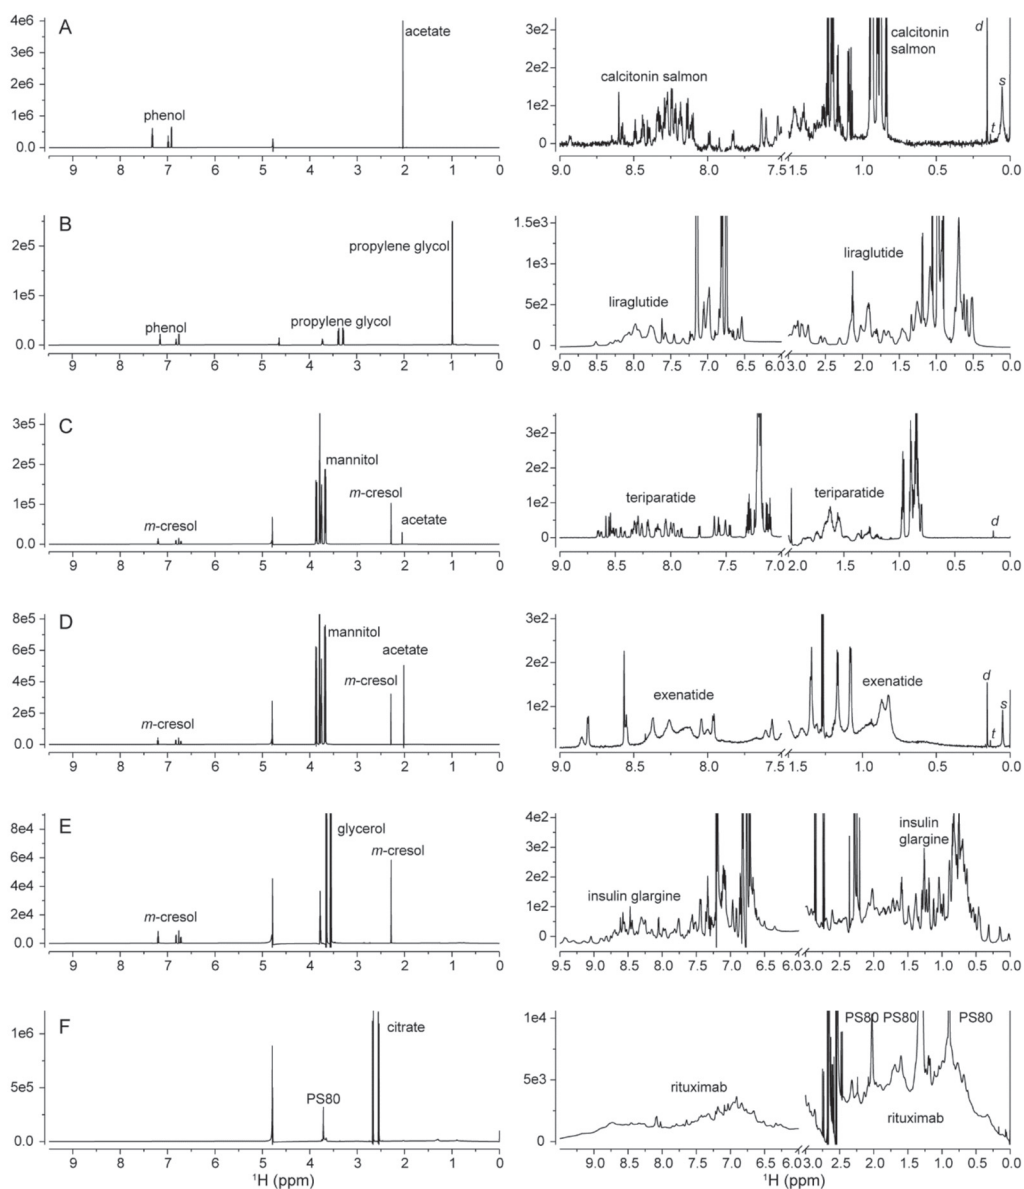 A
4e6
3e6
2e6
1e6
0.0
acetate
phenol
9 8 7 6 5 4 3 2 1 0
3e2
2e2
1e2
0
calcitonin salmon
calcitonin
salmon
d
t
s
9.0 8.5 8.0 7.5 1.5 1.0 0.5 0.0
B
2e5
1e5
0.0
propylene glycol
phenol
propylene glycol
9 8 7 6 5 4 3 2 1 0
1.5e3
1e3
5e2
0
liraglutide
liraglutide
9.0 8.5 8.0 7.5 7.0 6.5 6.0 3.0 2.5 2.0 1.5 1.0 0.5 0.0
C
3e5
2e5
1e5
0.0
mannitol
m-cresol
m-cresol
acetate
9 8 7 6 5 4 3 2 1 0
3e2
2e2
1e2
0
teriparatide
teriparatide
d
9.0 8.5 8.0 7.5 7.0 2.0 1.5 1.0 0.5 0.0
D
8e5
6e5
4e5
2e5
0.0
mannitol
acetate
m-cresol
m-cresol
9 8 7 6 5 4 3 2 1 0
3e2
2e2
1e2
exenatide
exenatide
d
t
s
9.0 8.5 8.0 7.5 1.5 1.0 0.5 0.0
E
8e4
6e4
4e4
2e4
0.0
glycerol
m-cresol
m-cresol
9 8 7 6 5 4 3 2 1 0
4e2
3e2
2e2
1e2
0
insulin glargine
insulin
glargine
9.5 9.0 8.5 8.0 7.5 7.0 6.5 6.0 3.0 2.0 1.5 1.0 0.5 0.0
F
1e6
5e5
0
citrate
PS80
9 8 7 6 5 4 3 2 1 0
¹H (ppm)
1e4
5e3
0
PS80 PS80 PS80
rituximab
rituximab
9.0 8.5 8.0 7.5 7.0 6.5 6.0 3.0 2.0 1.5 1.0 0.5 0.0
¹H (ppm)